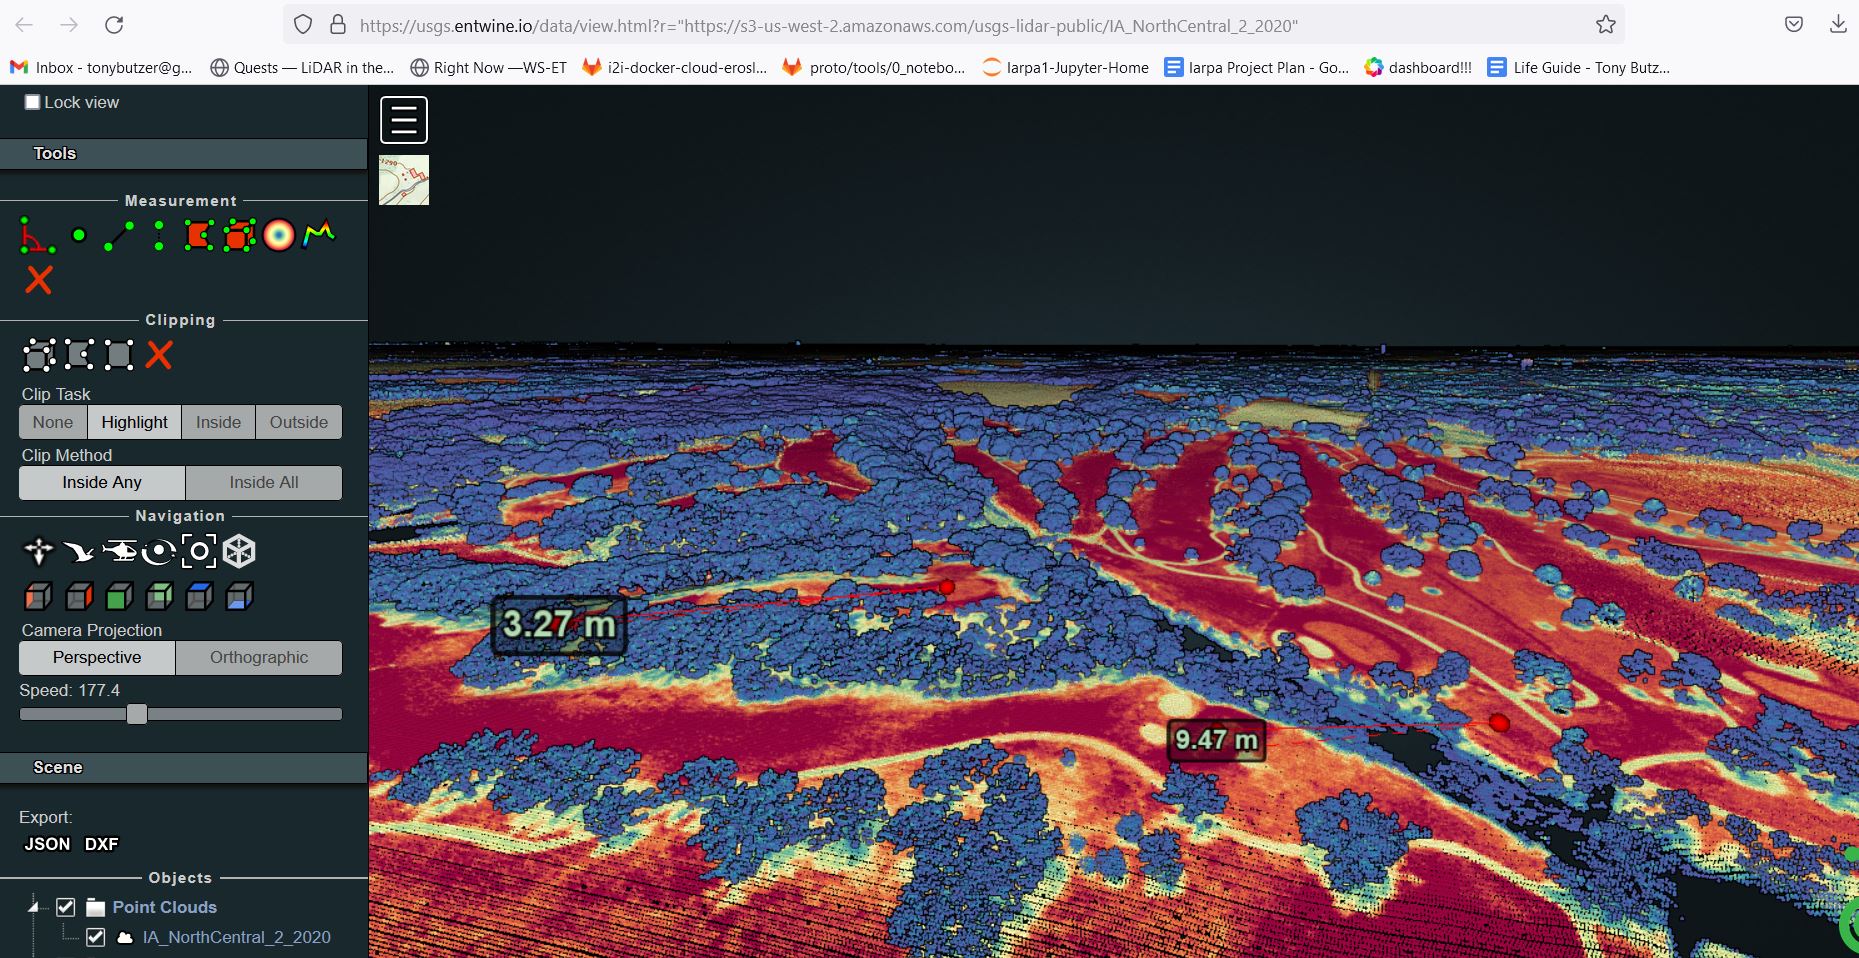 https://usgs.entwine.io/data/view.html?r="https://s3-us-west-2.amazonaws.com/usgs-lidar-public/IA_NorthCentral_2_2020"
Inbox - tonybutzer@g... Quests — LiDAR in the... Right Now —WS-ET i2i-docker-cloud-erosl... proto/tools/0_notebo... Iarpa1-Jupyter-Home Iarpa Project Plan - Go... dashboard!!! Life Guide - Tony Butz...
Lock view
Tools
Measurement
Clipping
Clip Task
None Highlight Inside Outside
Clip Method
Inside Any Inside All
Navigation
Camera Projection
Perspective Orthographic
Speed: 177.4
Scene
Export:
JSON DXF
Objects
Point Clouds
IA_NorthCentral_2_2020
1290
3.27 m
9.47 m